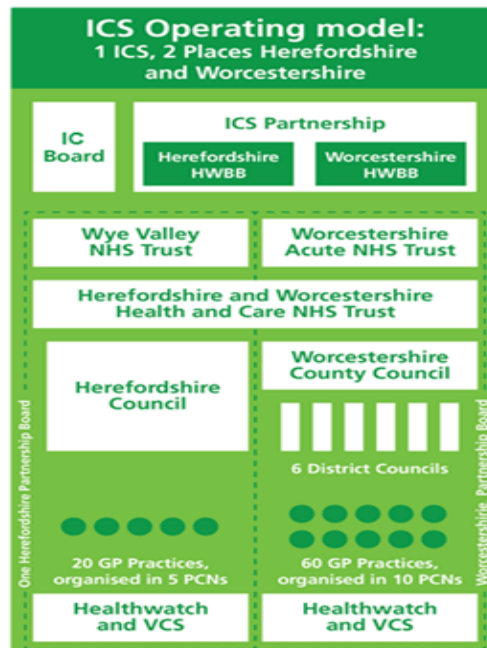 ICS Operating model:
1 ICS, 2 Places Herefordshire
and Worcestershire
IC
Board
ICS Partnership
Herefordshire
HWBB
Worcestershire
HWBB
Wye Valley
NHS Trust
Worcestershire
Acute NHS Trust
Herefordshire and Worcestershire
Health and Care NHS Trust
Herefordshire
Council
Worcestershire
County Council
6 District Councils
20 GP Practices,
organised in 5 PCNs
60 GP Practices,
organised in 10 PCNs
Healthwatch
and VCS
Healthwatch
and VCS
One Herefordshire Partnership Board
Worcestershirie Partnership Board